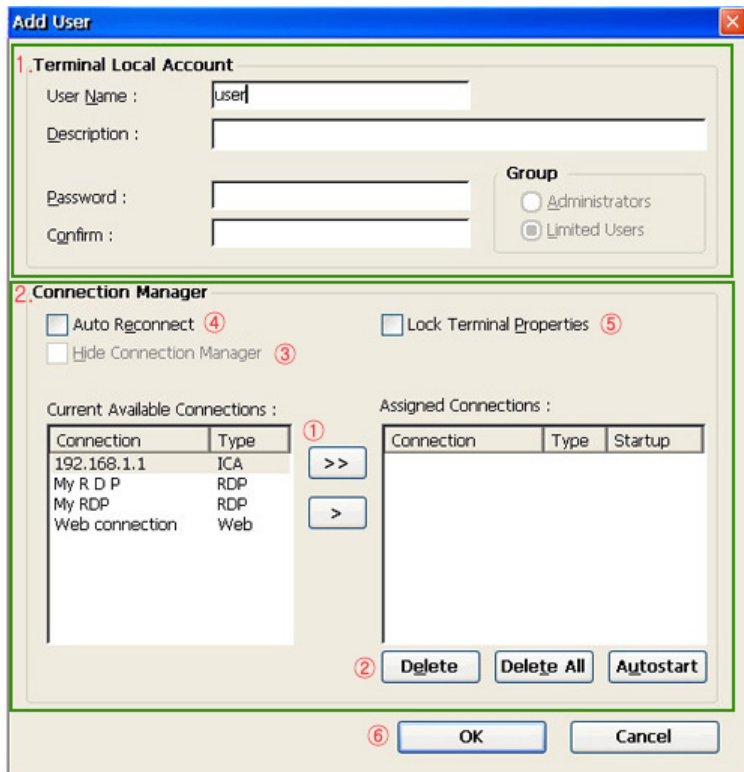 Add User
1. Terminal Local Account
User Name : user
Description :
Password :
Confirm :
Group
Administrators
Limited Users
2. Connection Manager
Auto Reconnect ④
Lock Terminal Properties ⑤
Hide Connection Manager ③
Current Available Connections :
Connection Type
192.168.1.1 ICA
My R D P RDP
My RDP RDP
Web connection Web
①
>>
>
Assigned Connections :
Connection Type Startup
② Delete Delete All Autostart
⑥ OK Cancel